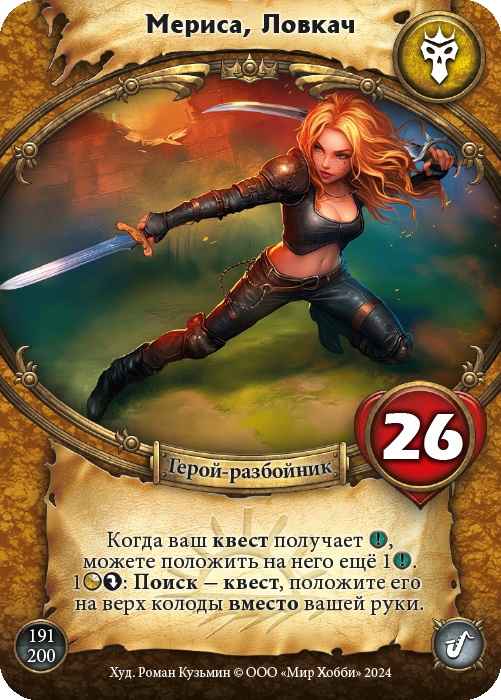 Мериса, Ловкач
26
Герой-разбойник
Когда ваш квест получает !,
можете положить на него ещё 1!.
1: Поиск – квест, положите его
на верх колоды вместо вашей руки.
191
200
Худ. Роман Кузьмин © ООО «Мир Хобби» 2024